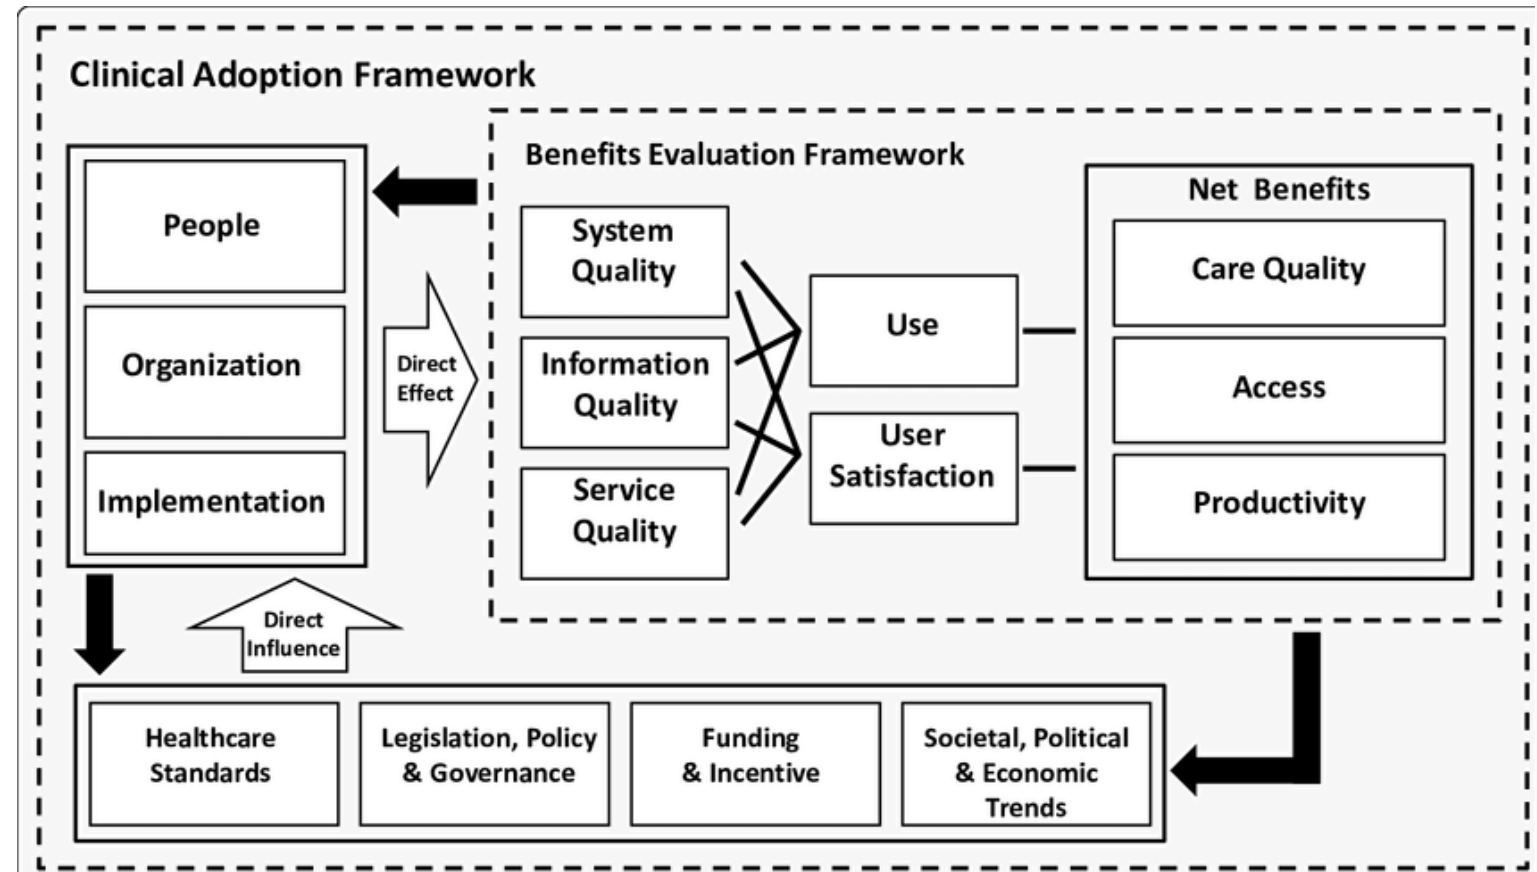 Clinical Adoption Framework
People
Organization
Implementation
Direct
Effect
Direct
Influence
Benefits Evaluation Framework
System
Quality
Information
Quality
Service
Quality
Use
User
Satisfaction
Net Benefits
Care Quality
Access
Productivity
Healthcare
Standards
Legislation, Policy
& Governance
Funding
& Incentive
Societal, Political
& Economic
Trends